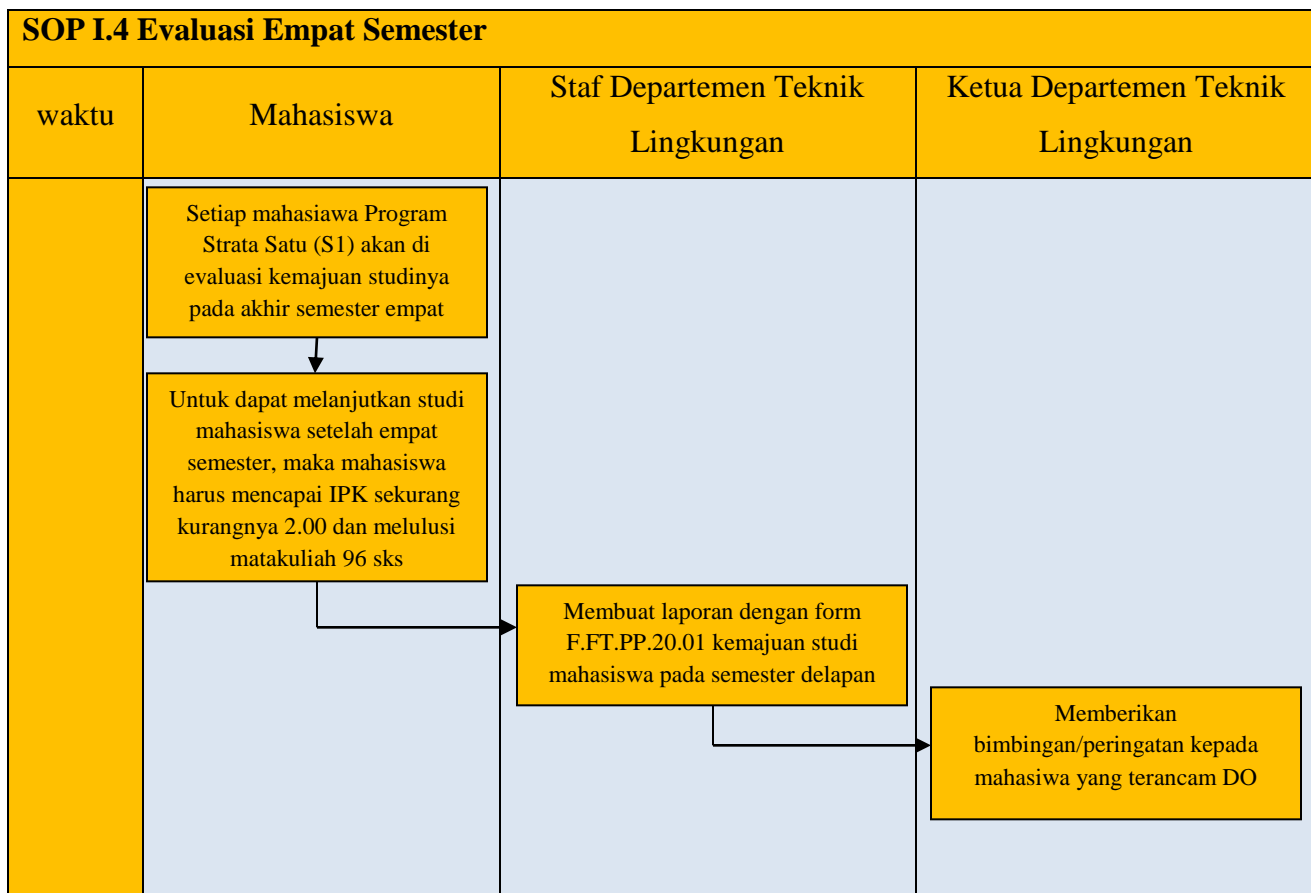 SOP I.4 Evaluasi Empat Semester
waktu
Mahasiswa
Staf Departemen Teknik
Lingkungan
Ketua Departemen Teknik
Lingkungan
Setiap mahasiawa Program
Strata Satu (S1) akan di
evaluasi kemajuan studinya
pada akhir semester empat
Untuk dapat melanjutkan studi
mahasiswa setelah empat
semester, maka mahasiswa
harus mencapai IPK sekurang
kurangnya 2.00 dan melulusi
matakuliah 96 sks
Membuat laporan dengan form
F.FT.PP.20.01 kemajuan studi
mahasiswa pada semester delapan
Memberikan
bimbingan/peringatan kepada
mahasiwa yang terancam DO